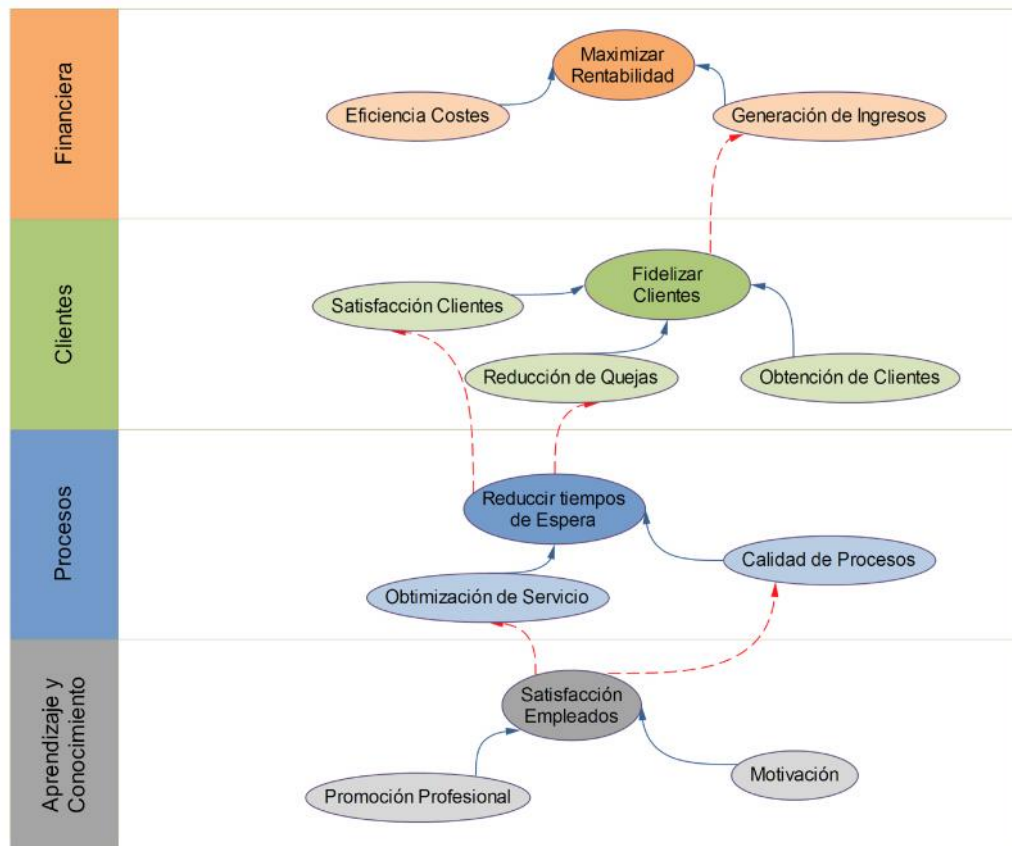 Financiera
Maximizar
Rentabilidad
Eficiencia Costes
Generación de Ingresos
Clientes
Fidelizar
Clientes
Satisfacción Clientes
Reducción de Quejas
Obtención de Clientes
Procesos
Reduccir tiempos
de Espera
Calidad de Procesos
Obtimización de Servicio
Aprendizaje y
Conocimiento
Satisfacción
Empleados
Promoción Profesional
Motivación